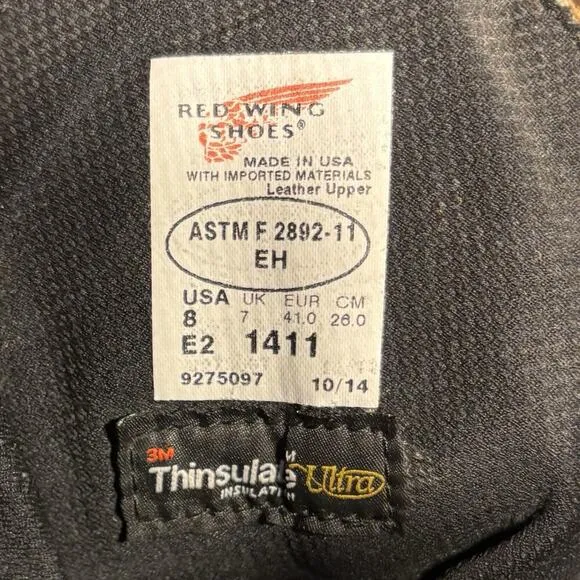 RED WING
SHOES®
MADE IN USA
WITH IMPORTED MATERIALS
Leather Upper
ASTM F 2892-11
EH
USA UK EUR CM
8 7 41.0 26.0
E2 1411
9275097 10/14
3M
Thinsulate Ultra
INSULATION